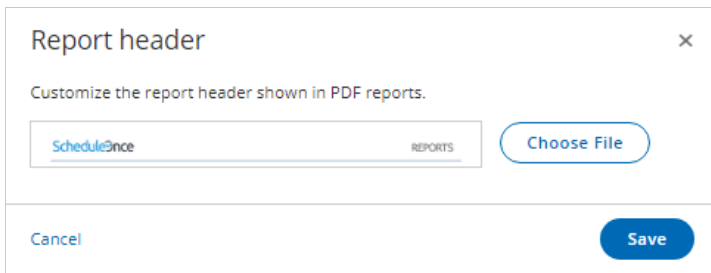 Report header
Customize the report header shown in PDF reports.
ScheduleOnce REPORTS
Choose File
Cancel
Save